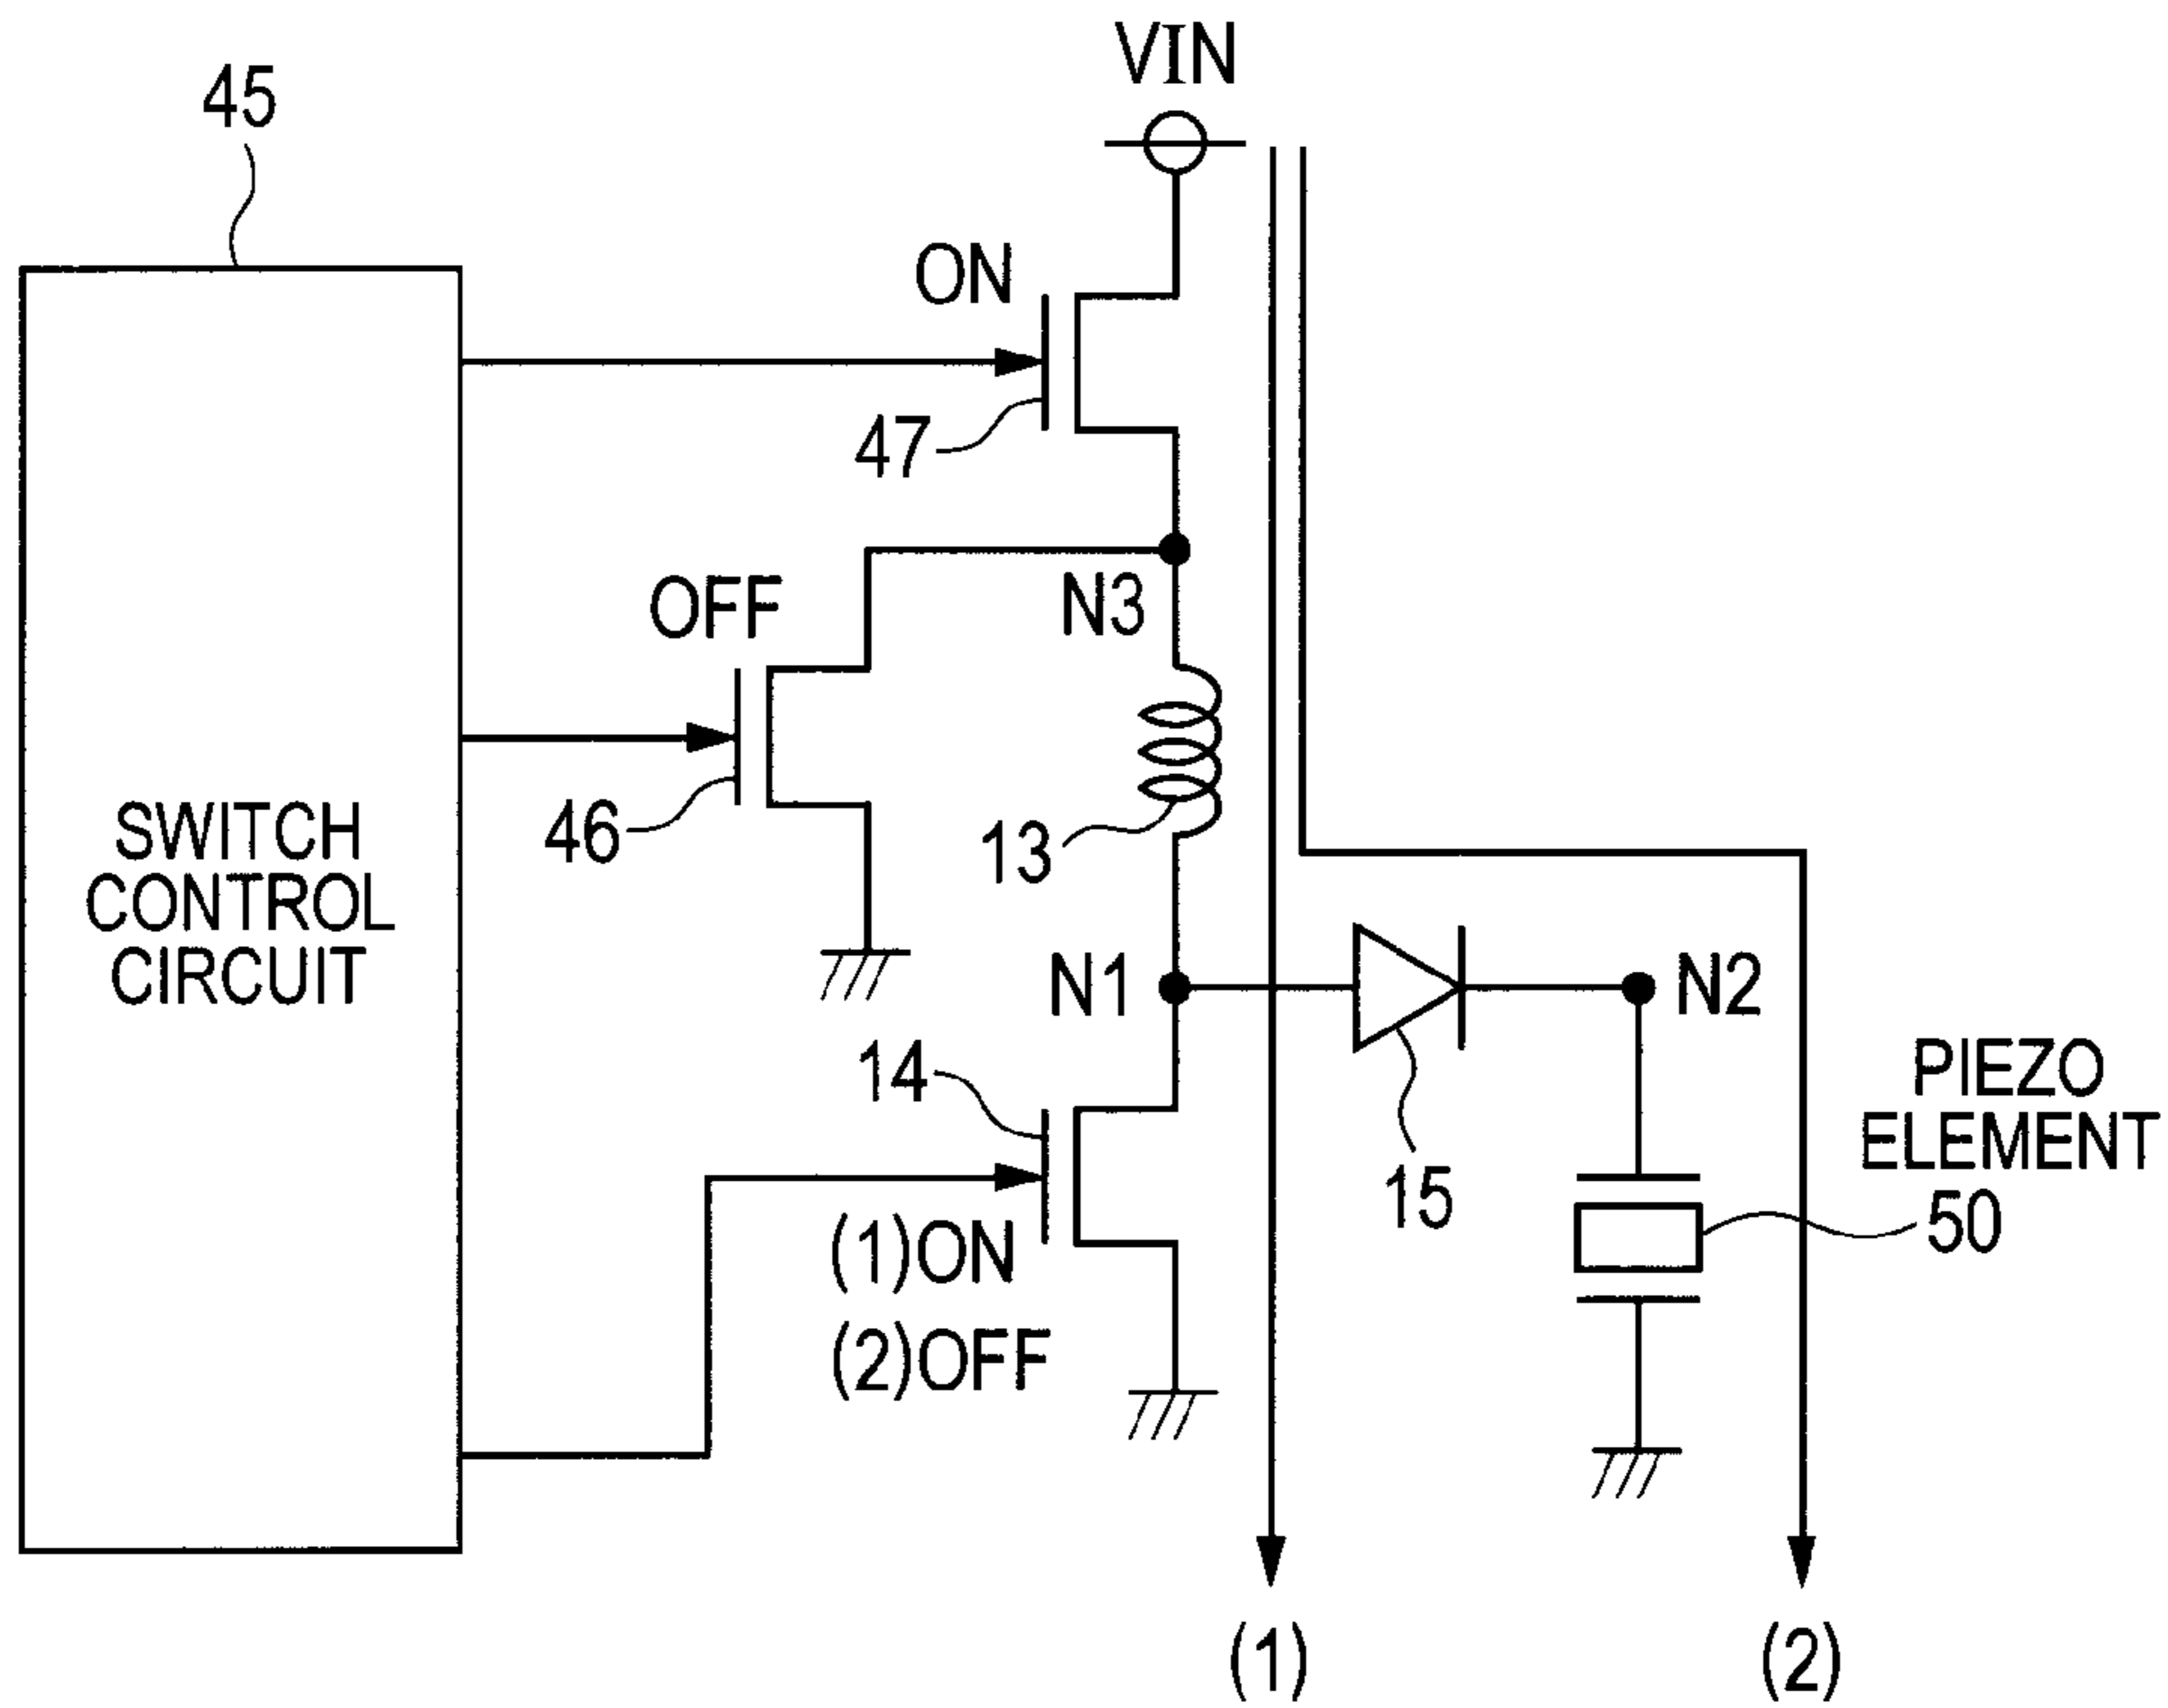 VIN
45
ON
47
N3
OFF
46
13
SWITCH
CONTROL
CIRCUIT
N1
N2
14
15
PIEZO
ELEMENT
50
(1)ON
(2)OFF
(1)
(2)